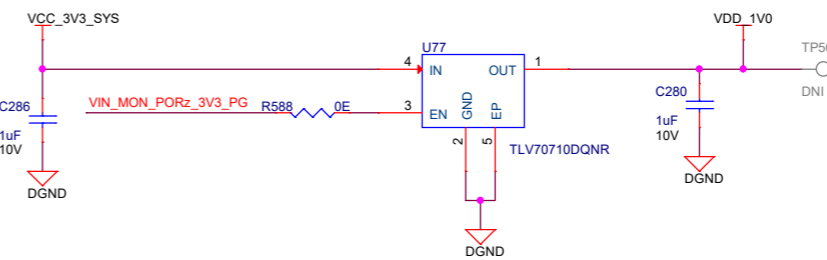 VCC_3V3_SYS
VDD_1V0
U77
TP50
4
IN
OUT
1
C286
1uF
10V
VIN_MON_PORz_3V3_PG
R588
0E
3
EN
GND
EP
C280
1uF
10V
DNI
2
5
TLV70710DQNR
DGND
DGND
DGND